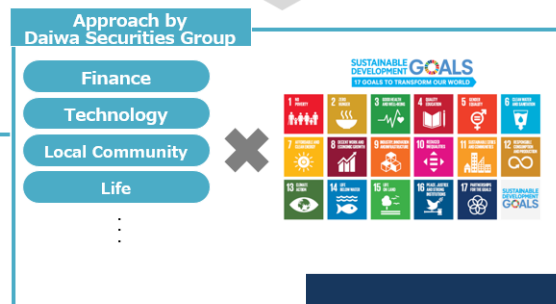 Approach by
Daiwa Securities Group
Finance
Technology
Local Community
Life
SUSTAINABLE
DEVELOPMENT GOALS
17 GOALS TO TRANSFORM OUR WORLD
1 NO POVERTY
2 ZERO HUNGER
3 GOOD HEALTH AND WELL-BEING
4 QUALITY EDUCATION
5 GENDER EQUALITY
6 CLEAN WATER AND SANITATION
7 AFFORDABLE AND CLEAN ENERGY
8 DECENT WORK AND ECONOMIC GROWTH
9 INDUSTRY, INNOVATION AND INFRASTRUCTURE
10 REDUCED INEQUALITIES
11 SUSTAINABLE CITIES AND COMMUNITIES
12 RESPONSIBLE CONSUMPTION AND PRODUCTION
13 CLIMATE ACTION
14 LIFE BELOW WATER
15 LIFE ON LAND
16 PEACE, JUSTICE AND STRONG INSTITUTIONS
17 PARTNERSHIPS FOR THE GOALS
SUSTAINABLE
DEVELOPMENT
GOALS